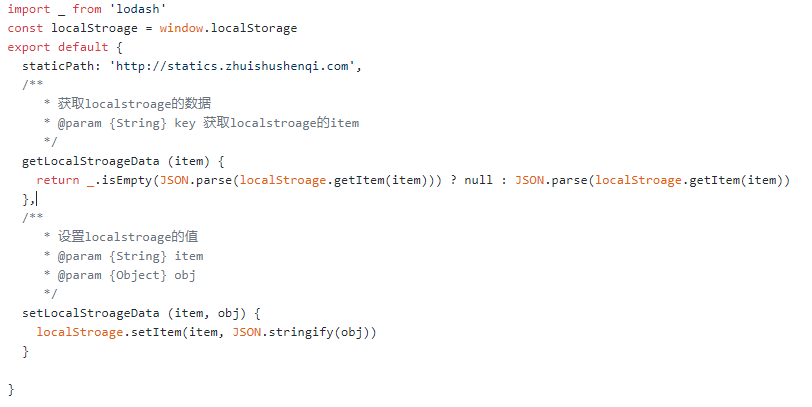 import _ from 'lodash'
const localStroage = window.localStorage
export default {
  staticPath: 'http://statics.zhuishushenqi.com',
  /**
     * 获取localstroage的数据
     * @param {String} key 获取localstroage的item
     */
  getLocalStroageData (item) {
    return _.isEmpty(JSON.parse(localStroage.getItem(item))) ? null : JSON.parse(localStroage.getItem(item))
  },
  /**
     * 设置localstroage的值
     * @param {String} item
     * @param {Object} obj
     */
  setLocalStroageData (item, obj) {
    localStroage.setItem(item, JSON.stringify(obj))
  }
}